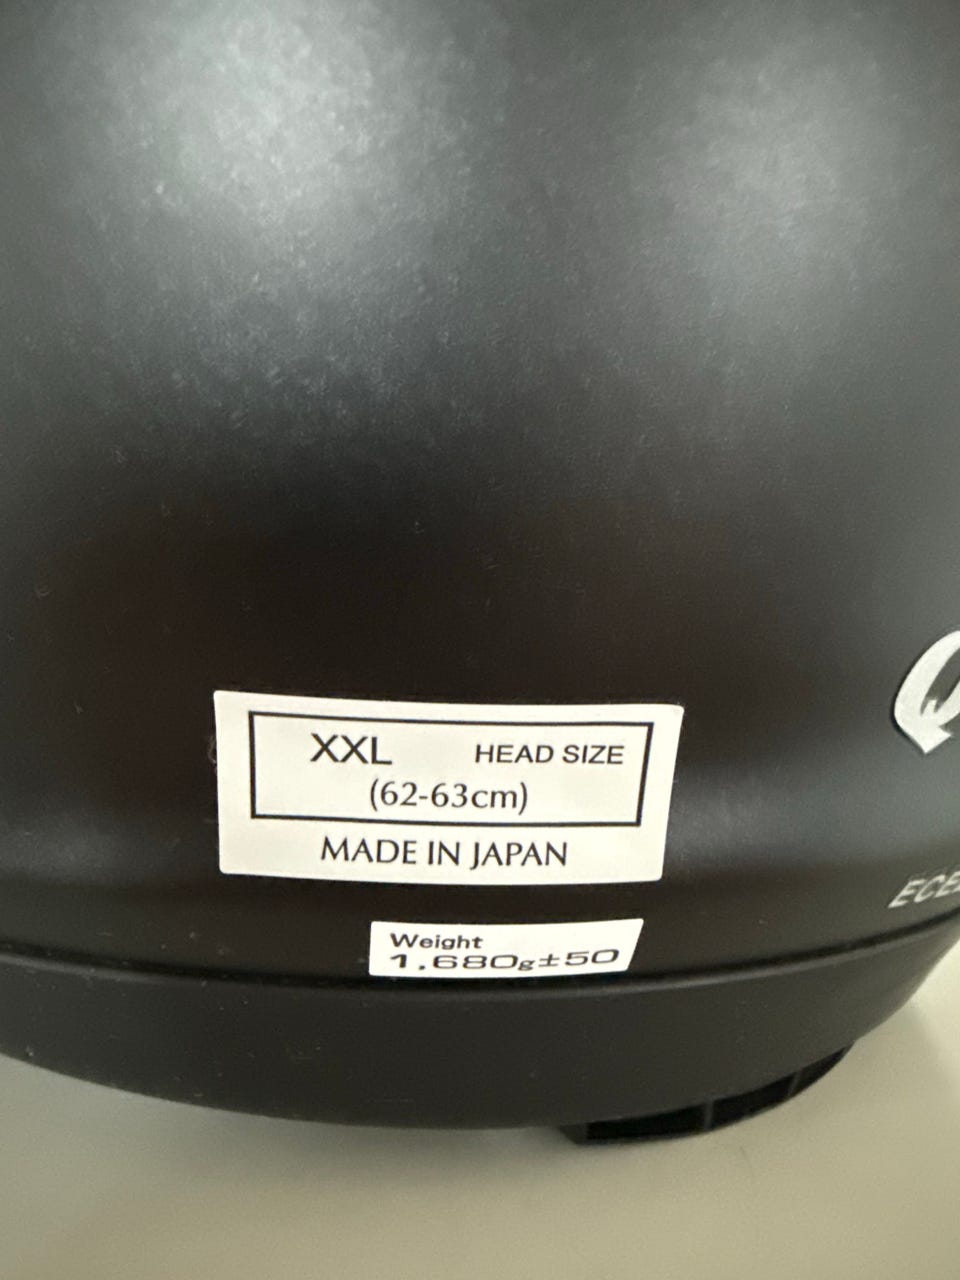 XXL HEAD SIZE
(62-63cm)
MADE IN JAPAN
Weight
1,680g±50